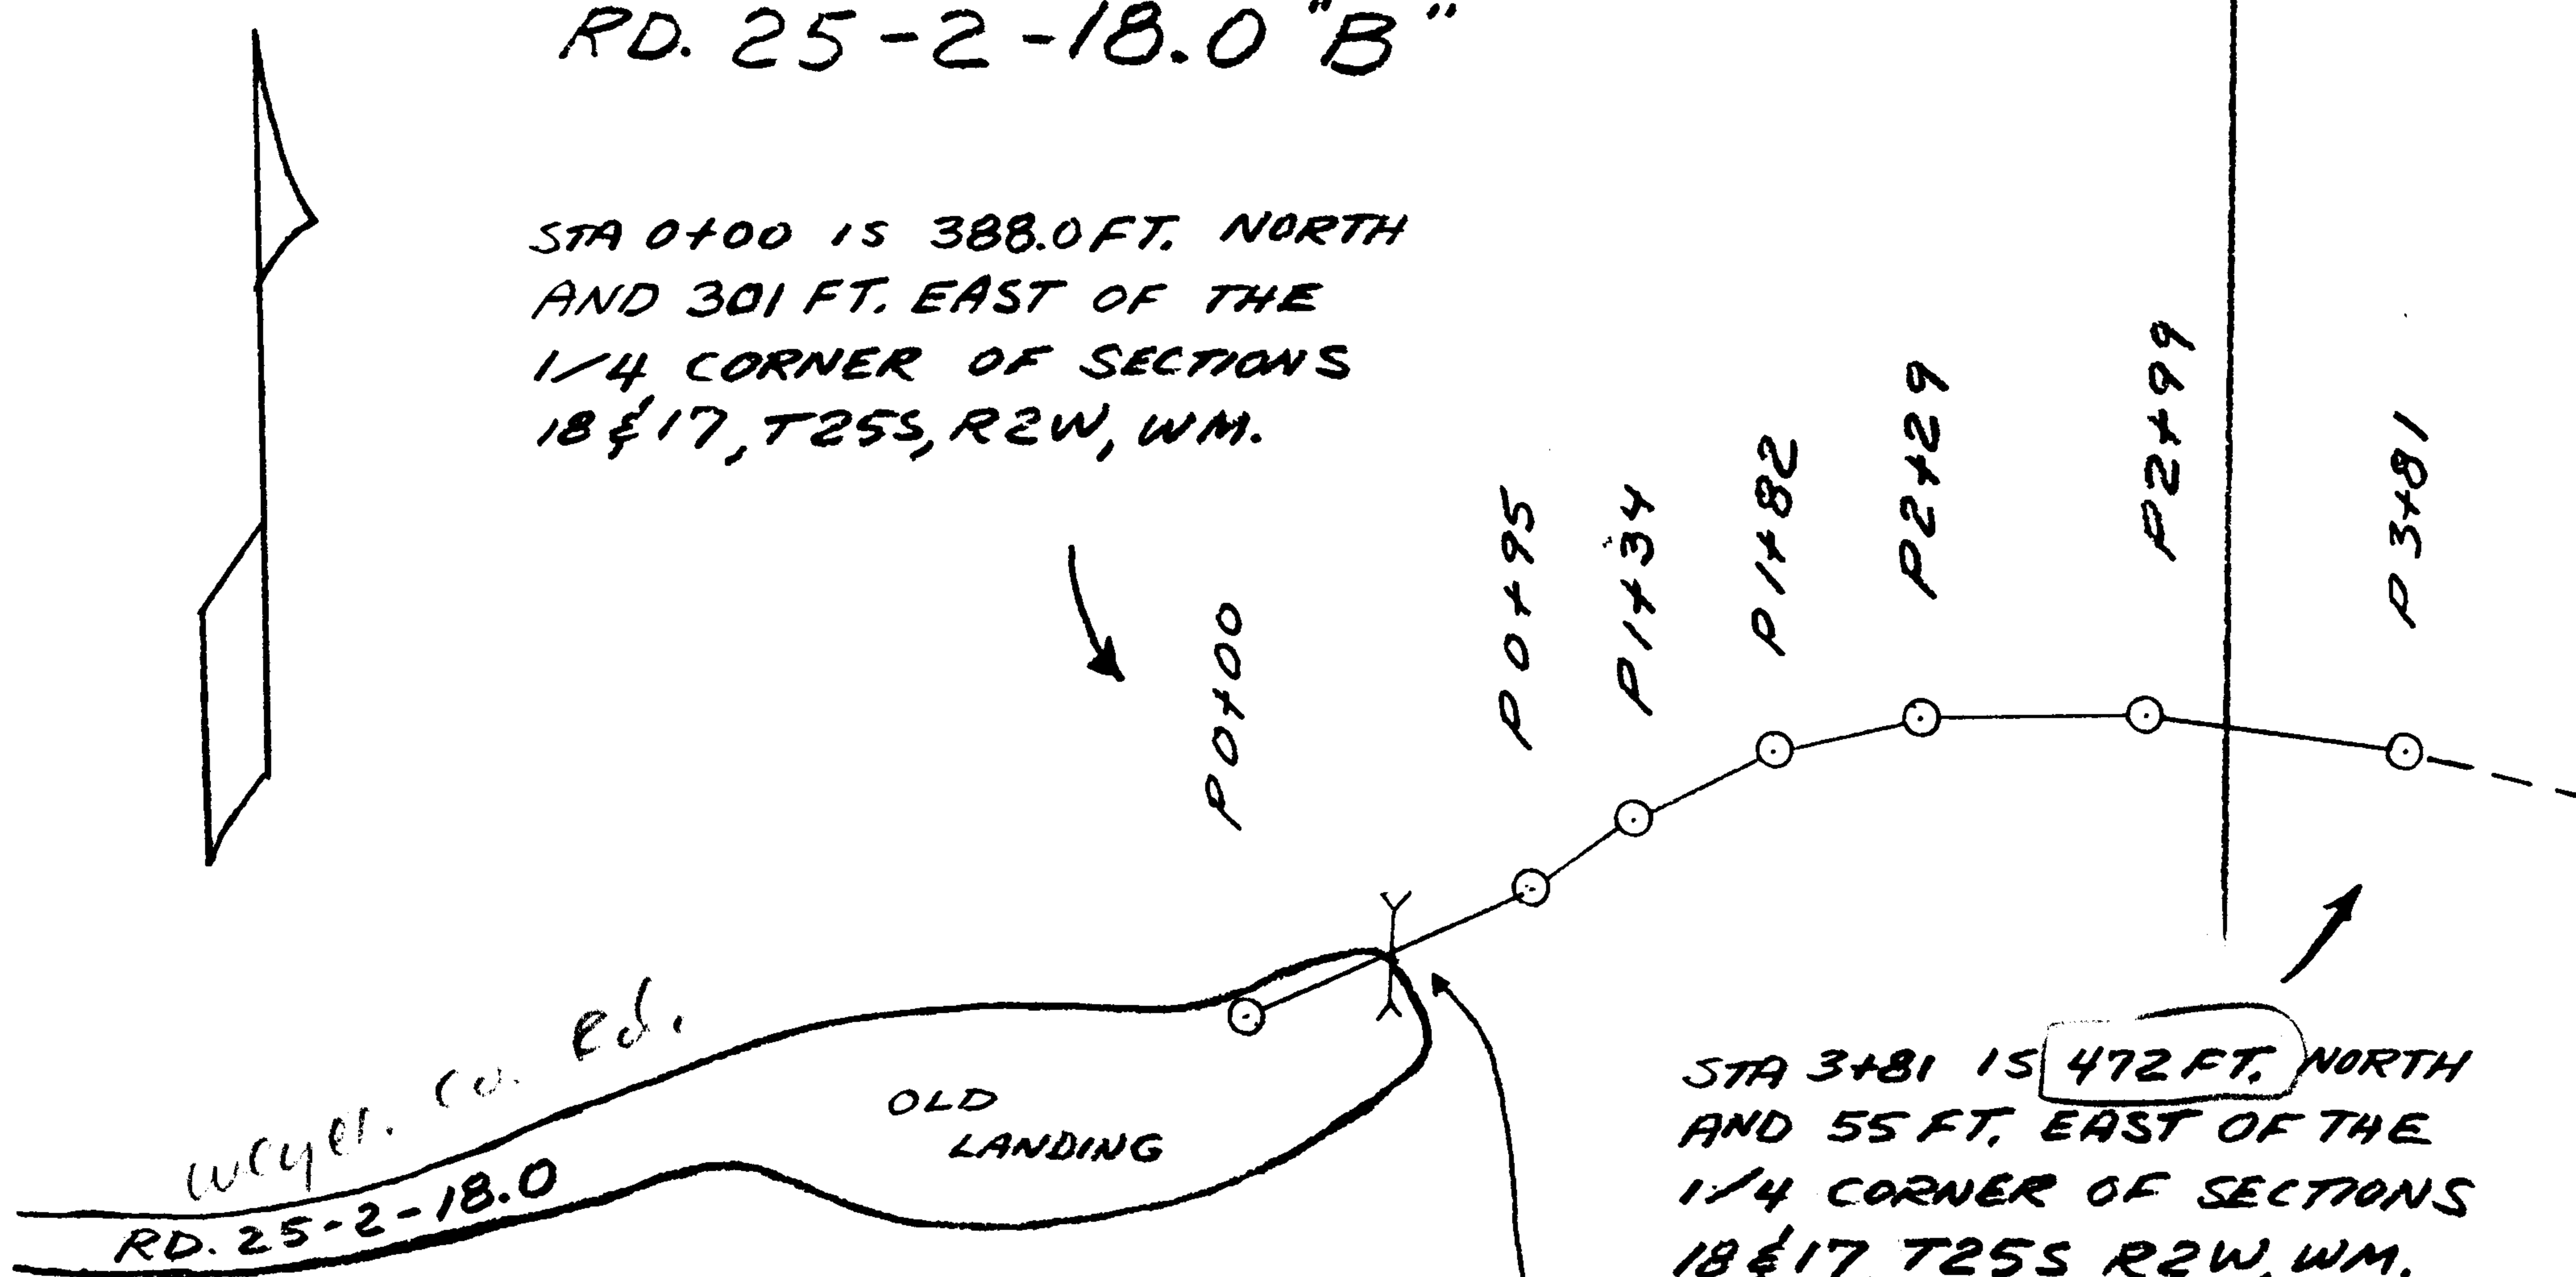 RD. 25-2-18.0 "B"
STA 0+00 IS 388.0 FT. NORTH
AND 301 FT. EAST OF THE
1/4 CORNER OF SECTIONS
18 & 17, T25S, R2W, WM.
P 0+00
P 0+95
P 1+34
P 1+82
P 2+29
P 2+99
P 3+81
Weyer. Co. Rd.
RD. 25-2-18.0
OLD
LANDING
STA 3+81 IS 472 FT. NORTH
AND 55 FT. EAST OF THE
1/4 CORNER OF SECTIONS
18 & 17 T25S R2W, WM.